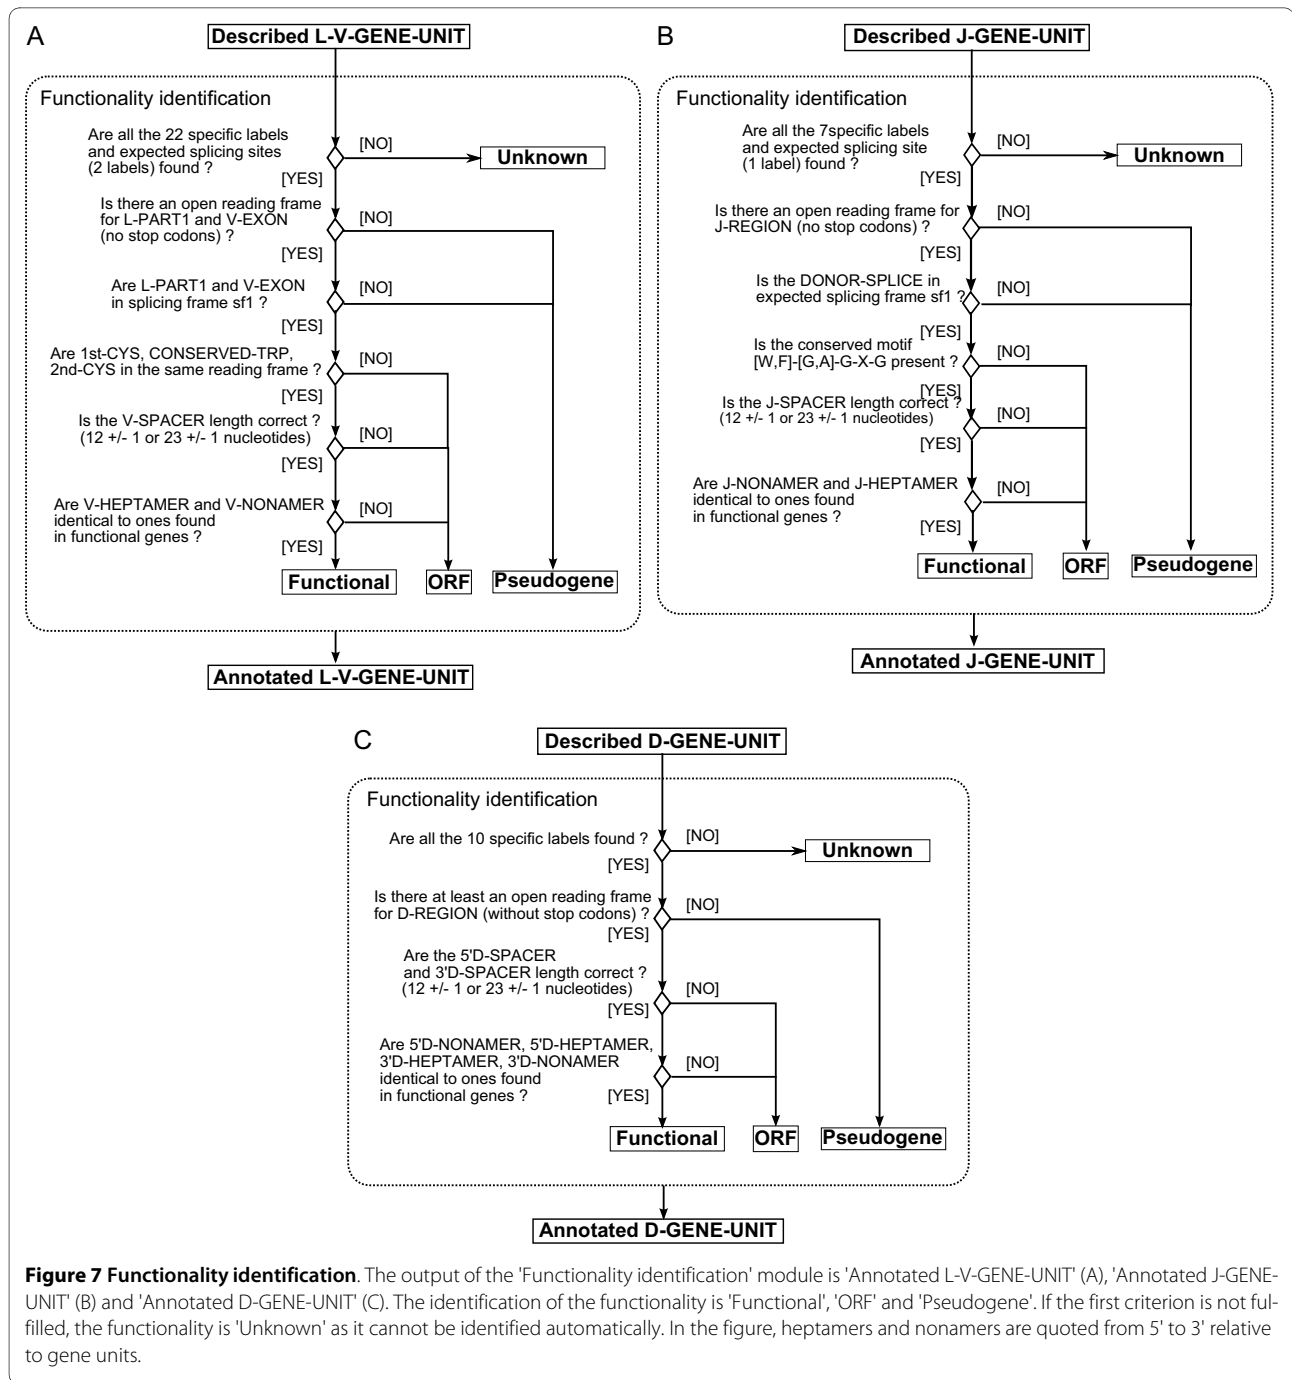 A
Described L-V-GENE-UNIT
Functionality identification
Are all the 22 specific labels
and expected splicing sites
(2 labels) found ?
[NO]
Unknown
[YES]
Is there an open reading frame
for L-PART1 and V-EXON
(no stop codons) ?
[NO]
[YES]
Are L-PART1 and V-EXON
in splicing frame sf1 ?
[NO]
[YES]
Are 1st-CYS, CONSERVED-TRP,
2nd-CYS in the same reading frame ?
[NO]
[YES]
Is the V-SPACER length correct ?
(12 +/- 1 or 23 +/- 1 nucleotides)
[NO]
[YES]
Are V-HEPTAMER and V-NONAMER
identical to ones found
in functional genes ?
[NO]
[YES]
Functional
ORF
Pseudogene
Annotated L-V-GENE-UNIT
B
Described J-GENE-UNIT
Functionality identification
Are all the 7specific labels
and expected splicing site
(1 label) found ?
[NO]
Unknown
[YES]
Is there an open reading frame for
J-REGION (no stop codons) ?
[NO]
[YES]
Is the DONOR-SPLICE in
expected splicing frame sf1 ?
[NO]
[YES]
Is the conserved motif
[W,F]-[G,A]-G-X-G present ?
[NO]
[YES]
Is the J-SPACER length correct ?
(12 +/- 1 or 23 +/- 1 nucleotides)
[NO]
[YES]
Are J-NONAMER and J-HEPTAMER
identical to ones found
in functional genes ?
[NO]
[YES]
Functional
ORF
Pseudogene
Annotated J-GENE-UNIT
C
Described D-GENE-UNIT
Functionality identification
Are all the 10 specific labels found ?
[NO]
Unknown
[YES]
Is there at least an open reading frame
for D-REGION (without stop codons) ?
[NO]
[YES]
Are the 5'D-SPACER
and 3'D-SPACER length correct ?
(12 +/- 1 or 23 +/- 1 nucleotides)
[NO]
[YES]
Are 5'D-NONAMER, 5'D-HEPTAMER,
3'D-HEPTAMER, 3'D-NONAMER
identical to ones found
in functional genes ?
[NO]
[YES]
Functional
ORF
Pseudogene
Annotated D-GENE-UNIT
Figure 7 Functionality identification. The output of the 'Functionality identification' module is 'Annotated L-V-GENE-UNIT' (A), 'Annotated J-GENE-
UNIT' (B) and 'Annotated D-GENE-UNIT' (C). The identification of the functionality is 'Functional', 'ORF' and 'Pseudogene'. If the first criterion is not ful-
filled, the functionality is 'Unknown' as it cannot be identified automatically. In the figure, heptamers and nonamers are quoted from 5' to 3' relative
to gene units.